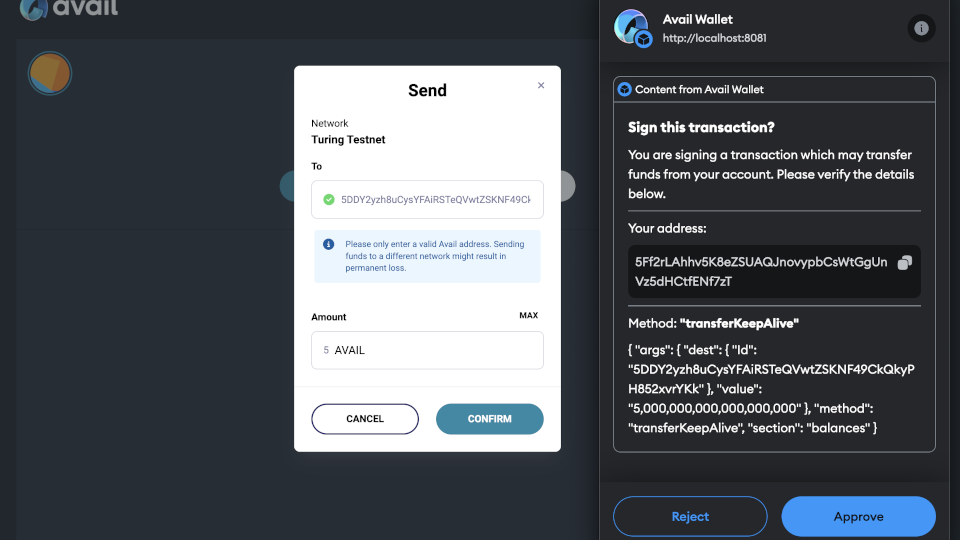 avail
Send
×
Network
Turing Testnet
To
5DDY2yzh8uCysYFAiRSTeQVwtZSKNF49Ck
Please only enter a valid Avail address. Sending
funds to a different network might result in
permanent loss.
Amount
MAX
5 AVAIL
CANCEL
CONFIRM
Avail Wallet
http://localhost:8081
Content from Avail Wallet
Sign this transaction?
You are signing a transaction which may transfer
funds from your account. Please verify the details
below.
Your address:
5Ff2rLAhhv5K8eZSUAQJnovypbCsWtGgUn
Vz5dHCtfENf7zT
Method: "transferKeepAlive"
{ "args": { "dest": { "Id":
"5DDY2yzh8uCysYFAiRSTeQVwtZSKNF49CkQkyP
H852xvrYKk" }, "value":
"5,000,000,000,000,000,000" }, "method":
"transferKeepAlive", "section": "balances" }
Reject
Approve